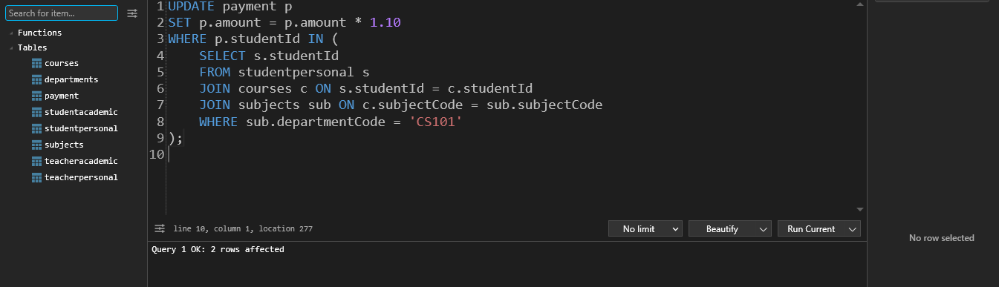 Search for item...
Functions
Tables
courses
departments
payment
studentacademic
studentpersonal
subjects
teacheracademic
teacherpersonal
1 UPDATE payment p
2 SET p.amount = p.amount * 1.10
3 WHERE p.studentId IN (
4 SELECT s.studentId
5 FROM studentpersonal s
6 JOIN courses c ON s.studentId = c.studentId
7 JOIN subjects sub ON c.subjectCode = sub.subjectCode
8 WHERE sub.departmentCode = 'CS101'
9 );
10
line 10, column 1, location 277
No limit
Beautify
Run Current
Query 1 OK: 2 rows affected
No row selected